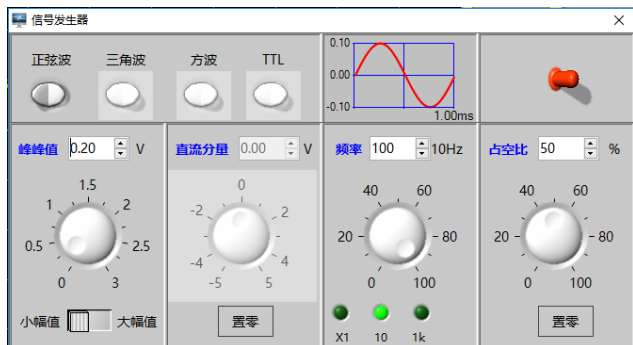 信号发生器
正弦波 三角波 方波 TTL
0.10
0.00
-0.10
1.00ms
峰峰值 0.20 V
1.5
1 2
0.5 2.5
0 3
小幅值 大幅值
直流分量 0.00 V
0
-2 2
-4 4
-5 5
置零
频率 100 10Hz
40 60
20 80
0 100
X1 10 1k
占空比 50 %
40 60
20 80
0 100
置零